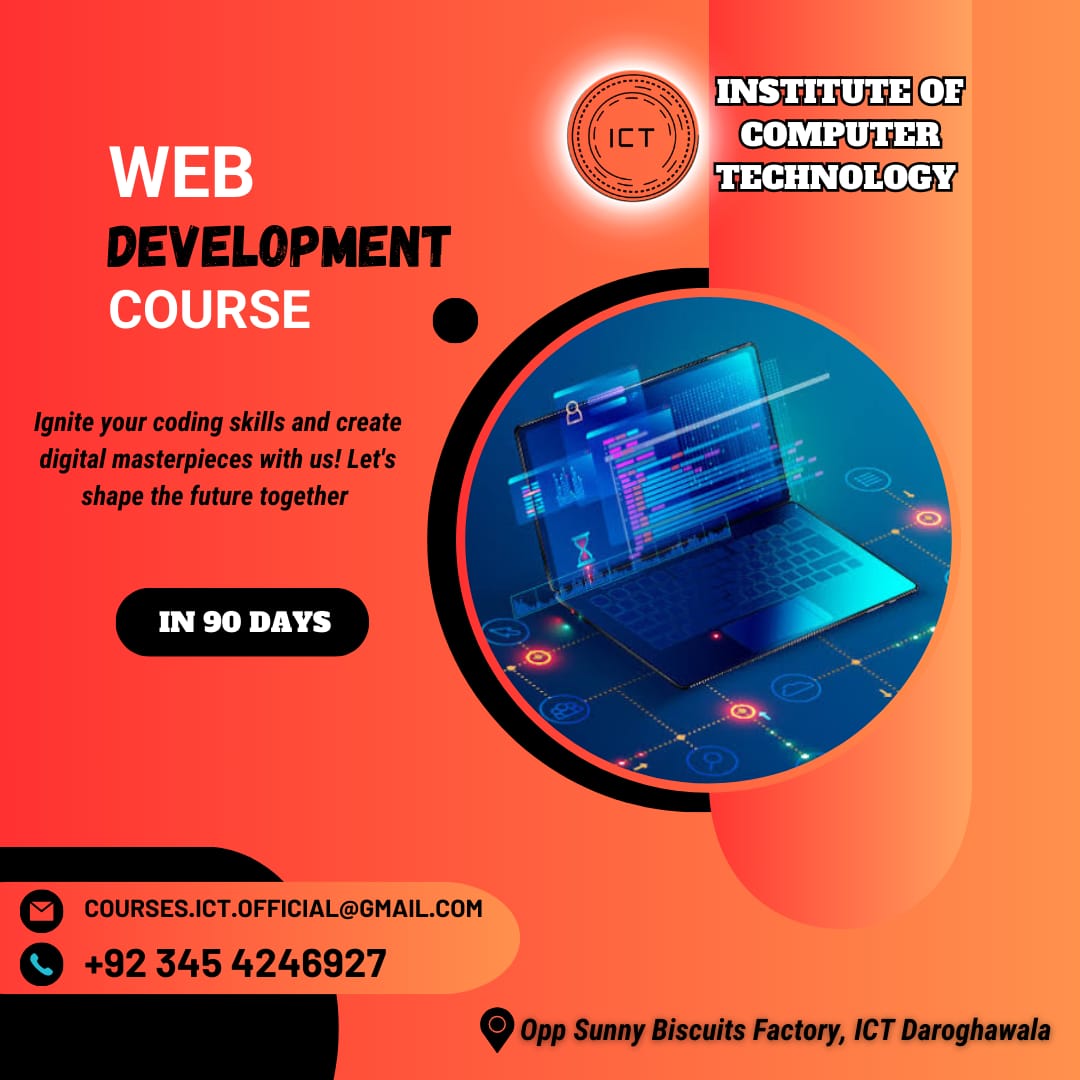 ICT
INSTITUTE OF
COMPUTER
TECHNOLOGY
WEB
DEVELOPMENT
COURSE
Ignite your coding skills and create
digital masterpieces with us! Let's
shape the future together
IN 90 DAYS
COURSES.ICT.OFFICIAL@GMAIL.COM
+92 345 4246927
Opp Sunny Biscuits Factory, ICT Daroghawala